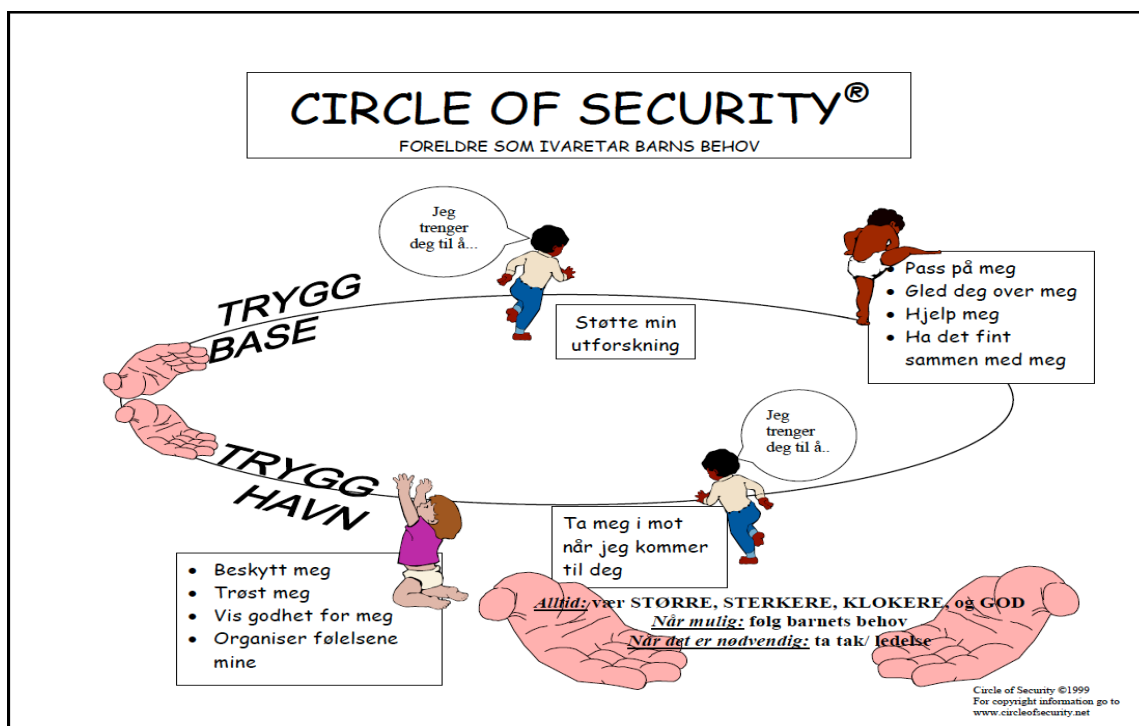 CIRCLE OF SECURITY®
FORELDRE SOM IVARETAR BARNS BEHOV
Jeg
trenger
deg til å...
TRYGG
BASE
Støtte min
utforskning
• Pass på meg
• Gled deg over meg
• Hjelp meg
• Ha det fint
sammen med meg
Jeg
trenger
deg til å..
TRYGG
HAVN
Ta meg i mot
når jeg kommer
til deg
• Beskytt meg
• Trøst meg
• Vis godhet for meg
• Organiser følelsene
mine
Alltid: vær STØRRE, STERKERE, KLOKERE, og GOD
Når mulig: følg barnets behov
Når det er nødvendig: ta tak/ ledelse
Circle of Security ©1999
For copyright information go to
www.circleofsecurity.net